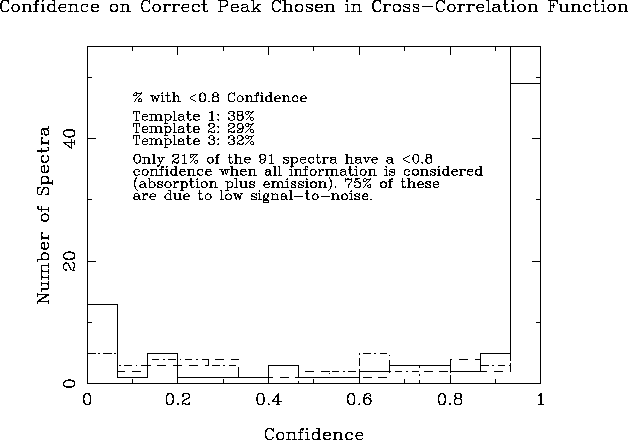 Confidence on Correct Peak Chosen in Cross−Correlation Function
% with <0.8 Confidence
Template 1: 38%
Template 2: 29%
Template 3: 32%
Only 21% of the 91 spectra have a <0.8
confidence when all information is considered
(absorption plus emission). 75% of these
are due to low signal−to−noise.
Number of Spectra
40
20
0
0 0.2 0.4 0.6 0.8 1
Confidence